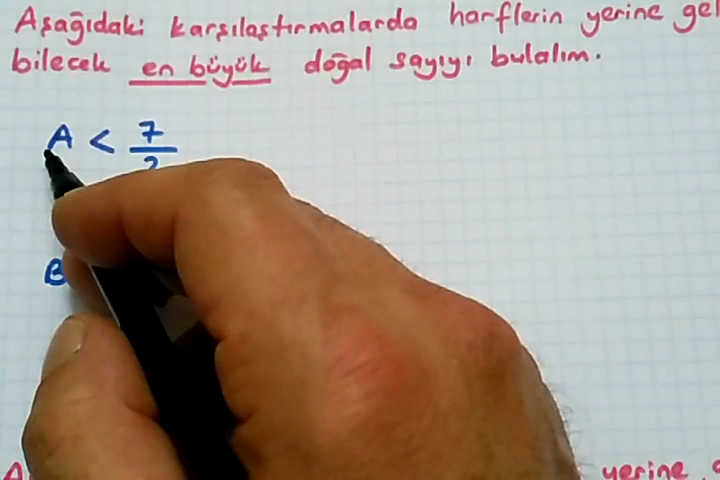 Aşağıdaki karşılaştırmalarda harflerin yerine gel
bilecek en büyük doğal sayıyı bulalım.
A < 7
B
A
yerine